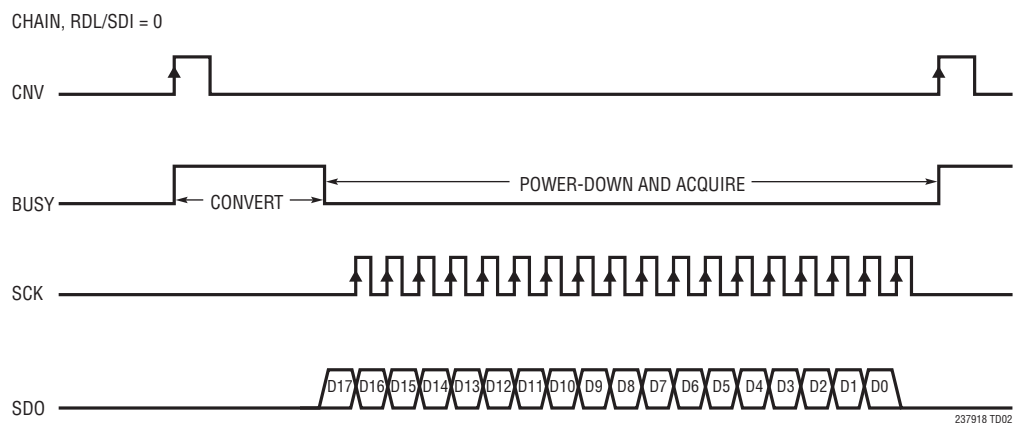 CHAIN, RDL/SDI = 0
CNV
BUSY
CONVERT
POWER-DOWN AND ACQUIRE
SCK
SDO
D17 D16 D15 D14 D13 D12 D11 D10 D9 D8 D7 D6 D5 D4 D3 D2 D1 D0
237918 TD02